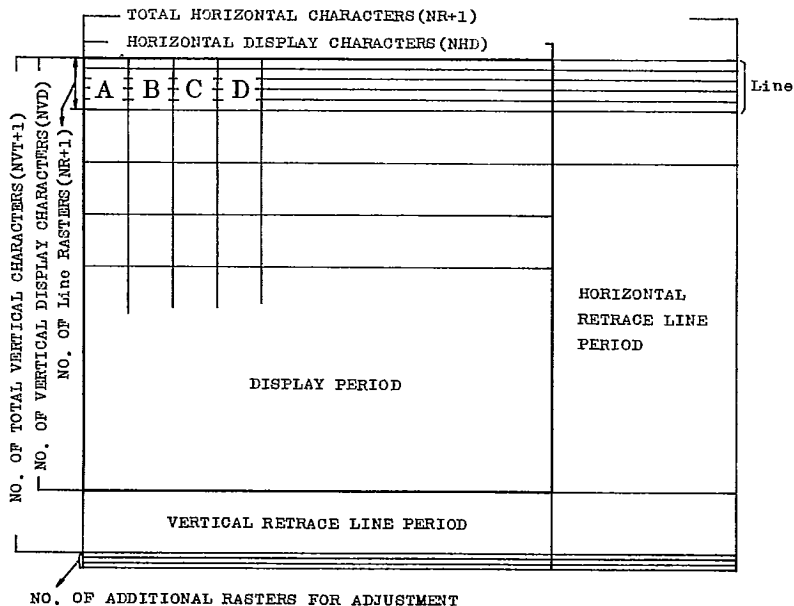 TOTAL HORIZONTAL CHARACTERS(NR+1)
HORIZONTAL DISPLAY CHARACTERS(NHD)
A B C D
Line
NO. OF TOTAL VERTICAL CHARACTERS(NVT+1)
NO. OF VERTICAL DISPLAY CHARACTERS(NVD)
NO. OF Line RASTERS(NR+1)
HORIZONTAL
RETRACE LINE
PERIOD
DISPLAY PERIOD
VERTICAL RETRACE LINE PERIOD
NO. OF ADDITIONAL RASTERS FOR ADJUSTMENT